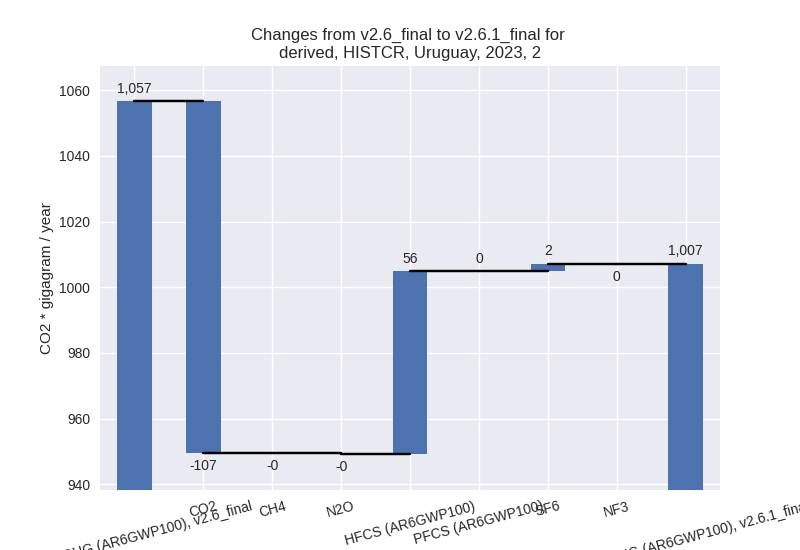 Changes from v2.6_final to v2.6.1_final for
derived, HISTCR, Uruguay, 2023, 2
CO2 * gigagram / year
1060
1040
1020
1000
980
960
940
1,057
-107
-0
-0
56
0
2
0
1,007
(AR6GWP100), v2.6_final
CO2
CH4
N2O
HFCS (AR6GWP100)
PFCS (AR6GWP100)
SF6
NF3
(AR6GWP100), v2.6.1_final